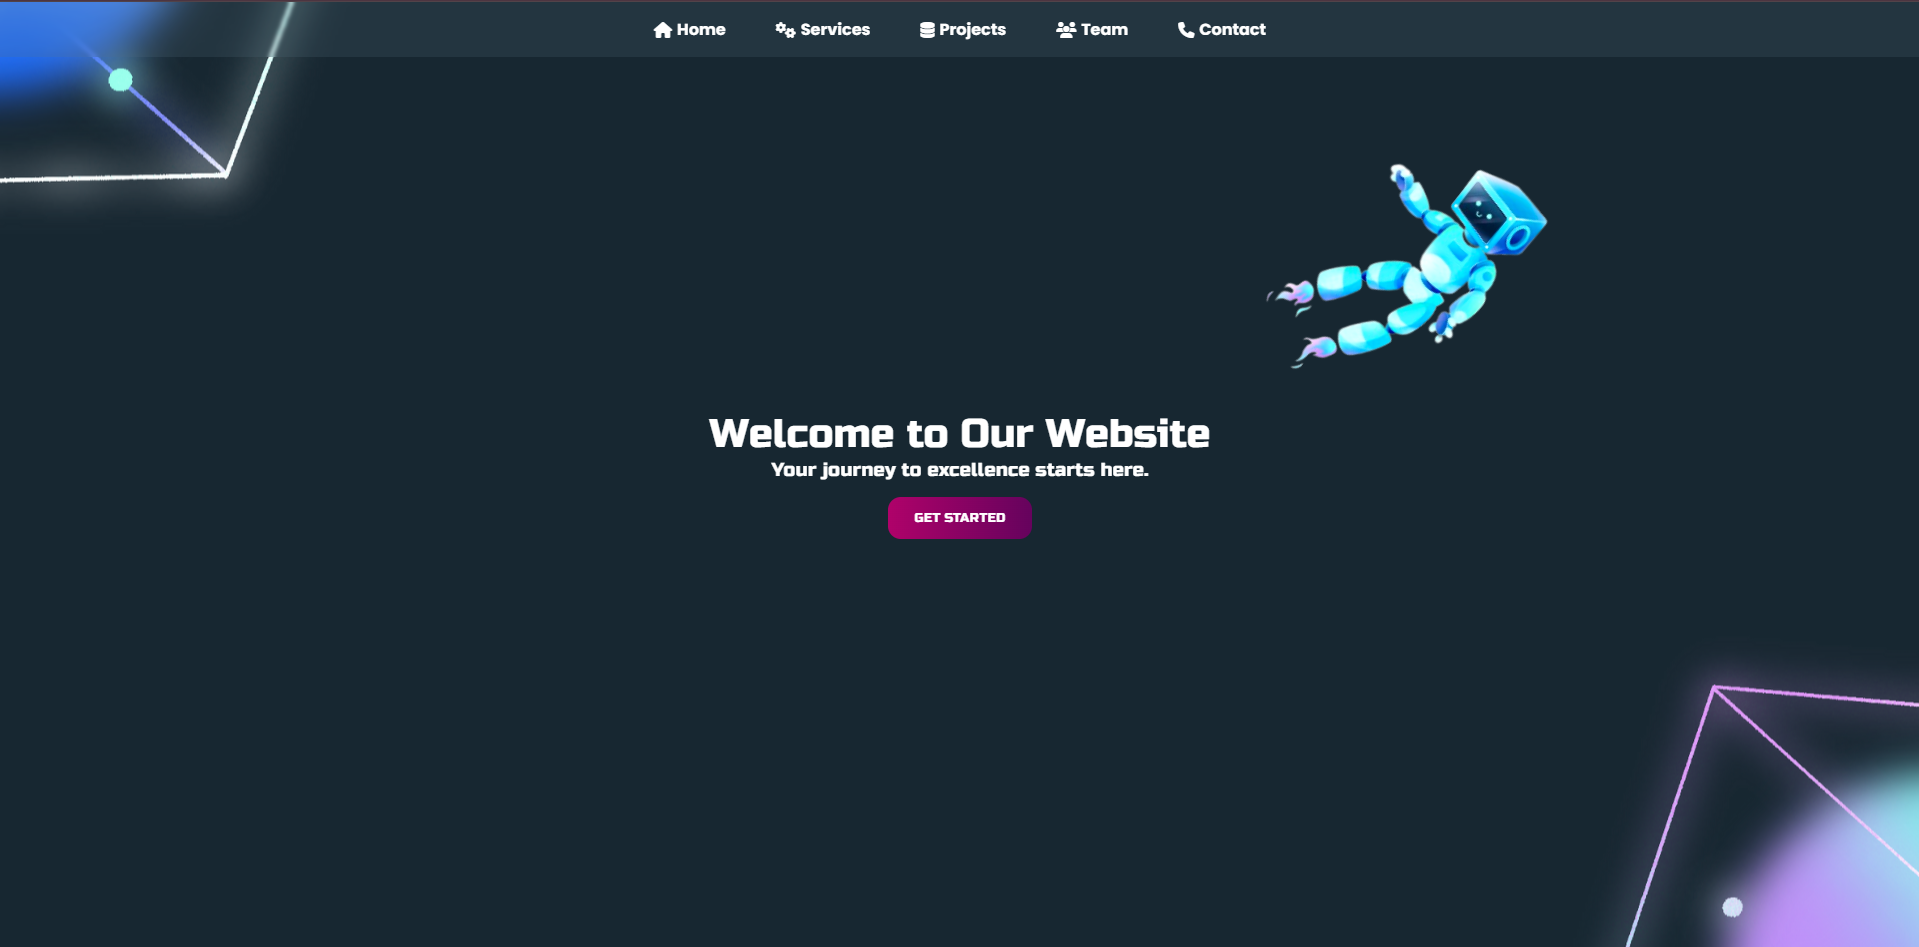 Home Services Projects Team Contact
Welcome to Our Website
Your journey to excellence starts here.
GET STARTED